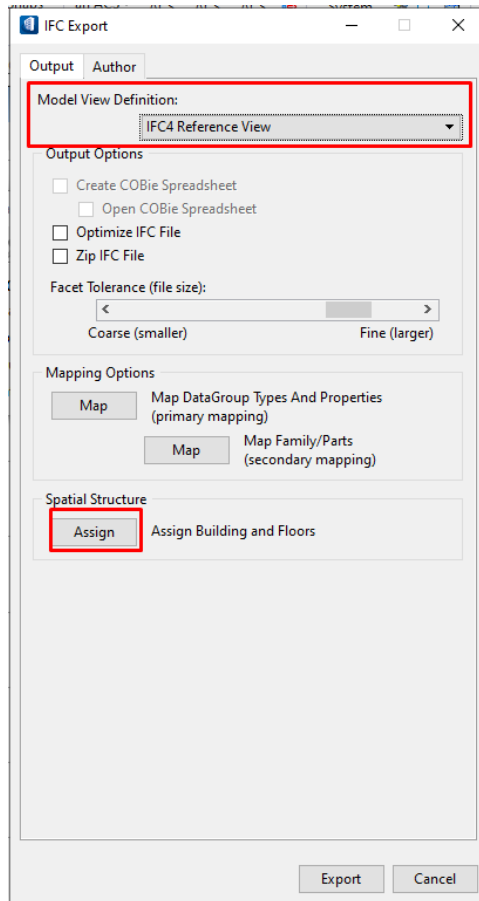 IFC Export
Output Author
Model View Definition:
IFC4 Reference View
Output Options
Create COBie Spreadsheet
Open COBie Spreadsheet
Optimize IFC File
Zip IFC File
Facet Tolerance (file size):
Coarse (smaller) Fine (larger)
Mapping Options
Map Map DataGroup Types And Properties
(primary mapping)
Map Map Family/Parts
(secondary mapping)
Spatial Structure
Assign Assign Building and Floors
Export Cancel